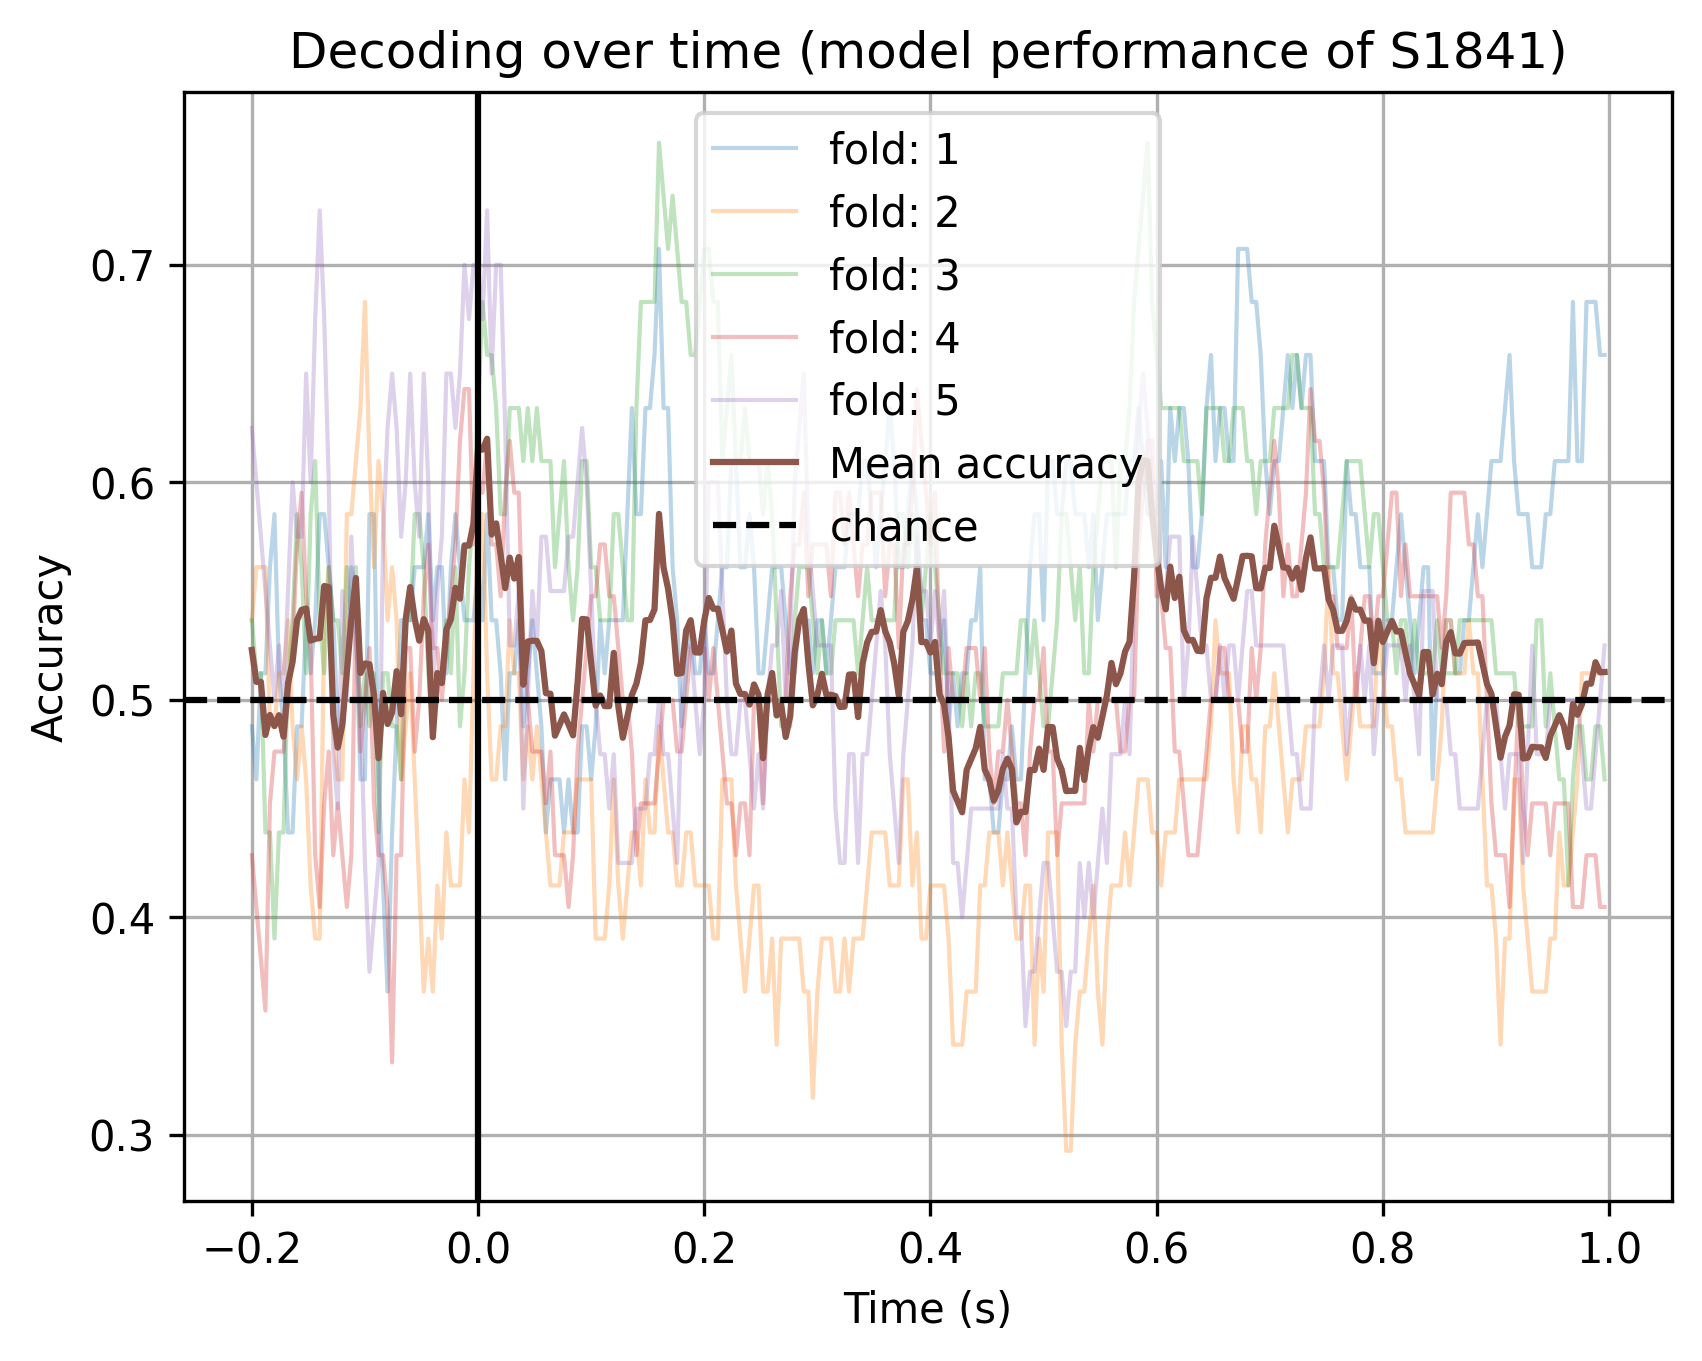 Decoding over time (model performance of S1841)
fold: 1
fold: 2
fold: 3
fold: 4
fold: 5
Mean accuracy
chance
Accuracy
0.7
0.6
0.5
0.4
0.3
−0.2 0.0 0.2 0.4 0.6 0.8 1.0
Time (s)